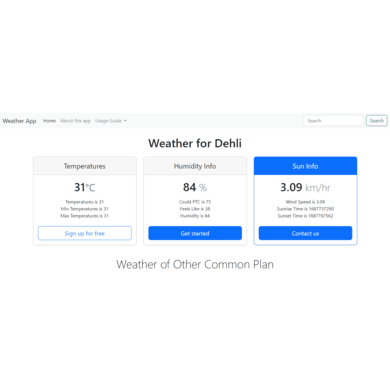 Weather App Home About this app Usage Guide Search Search
Weather for Dehli
Temperatures
31°C
Temperatures is 31
Min Temperatures is 31
Max Temperatures is 31
Sign up for free
Humidity Info
84 %
Could PTC is 75
Feels Like is 38
Humidity is 84
Get started
Sun Info
3.09 km/hr
Wind Speed is 3.09
Sunrise Time is 1687737290
Sunset Time is 1687787562
Contact us
Weather of Other Common Plan